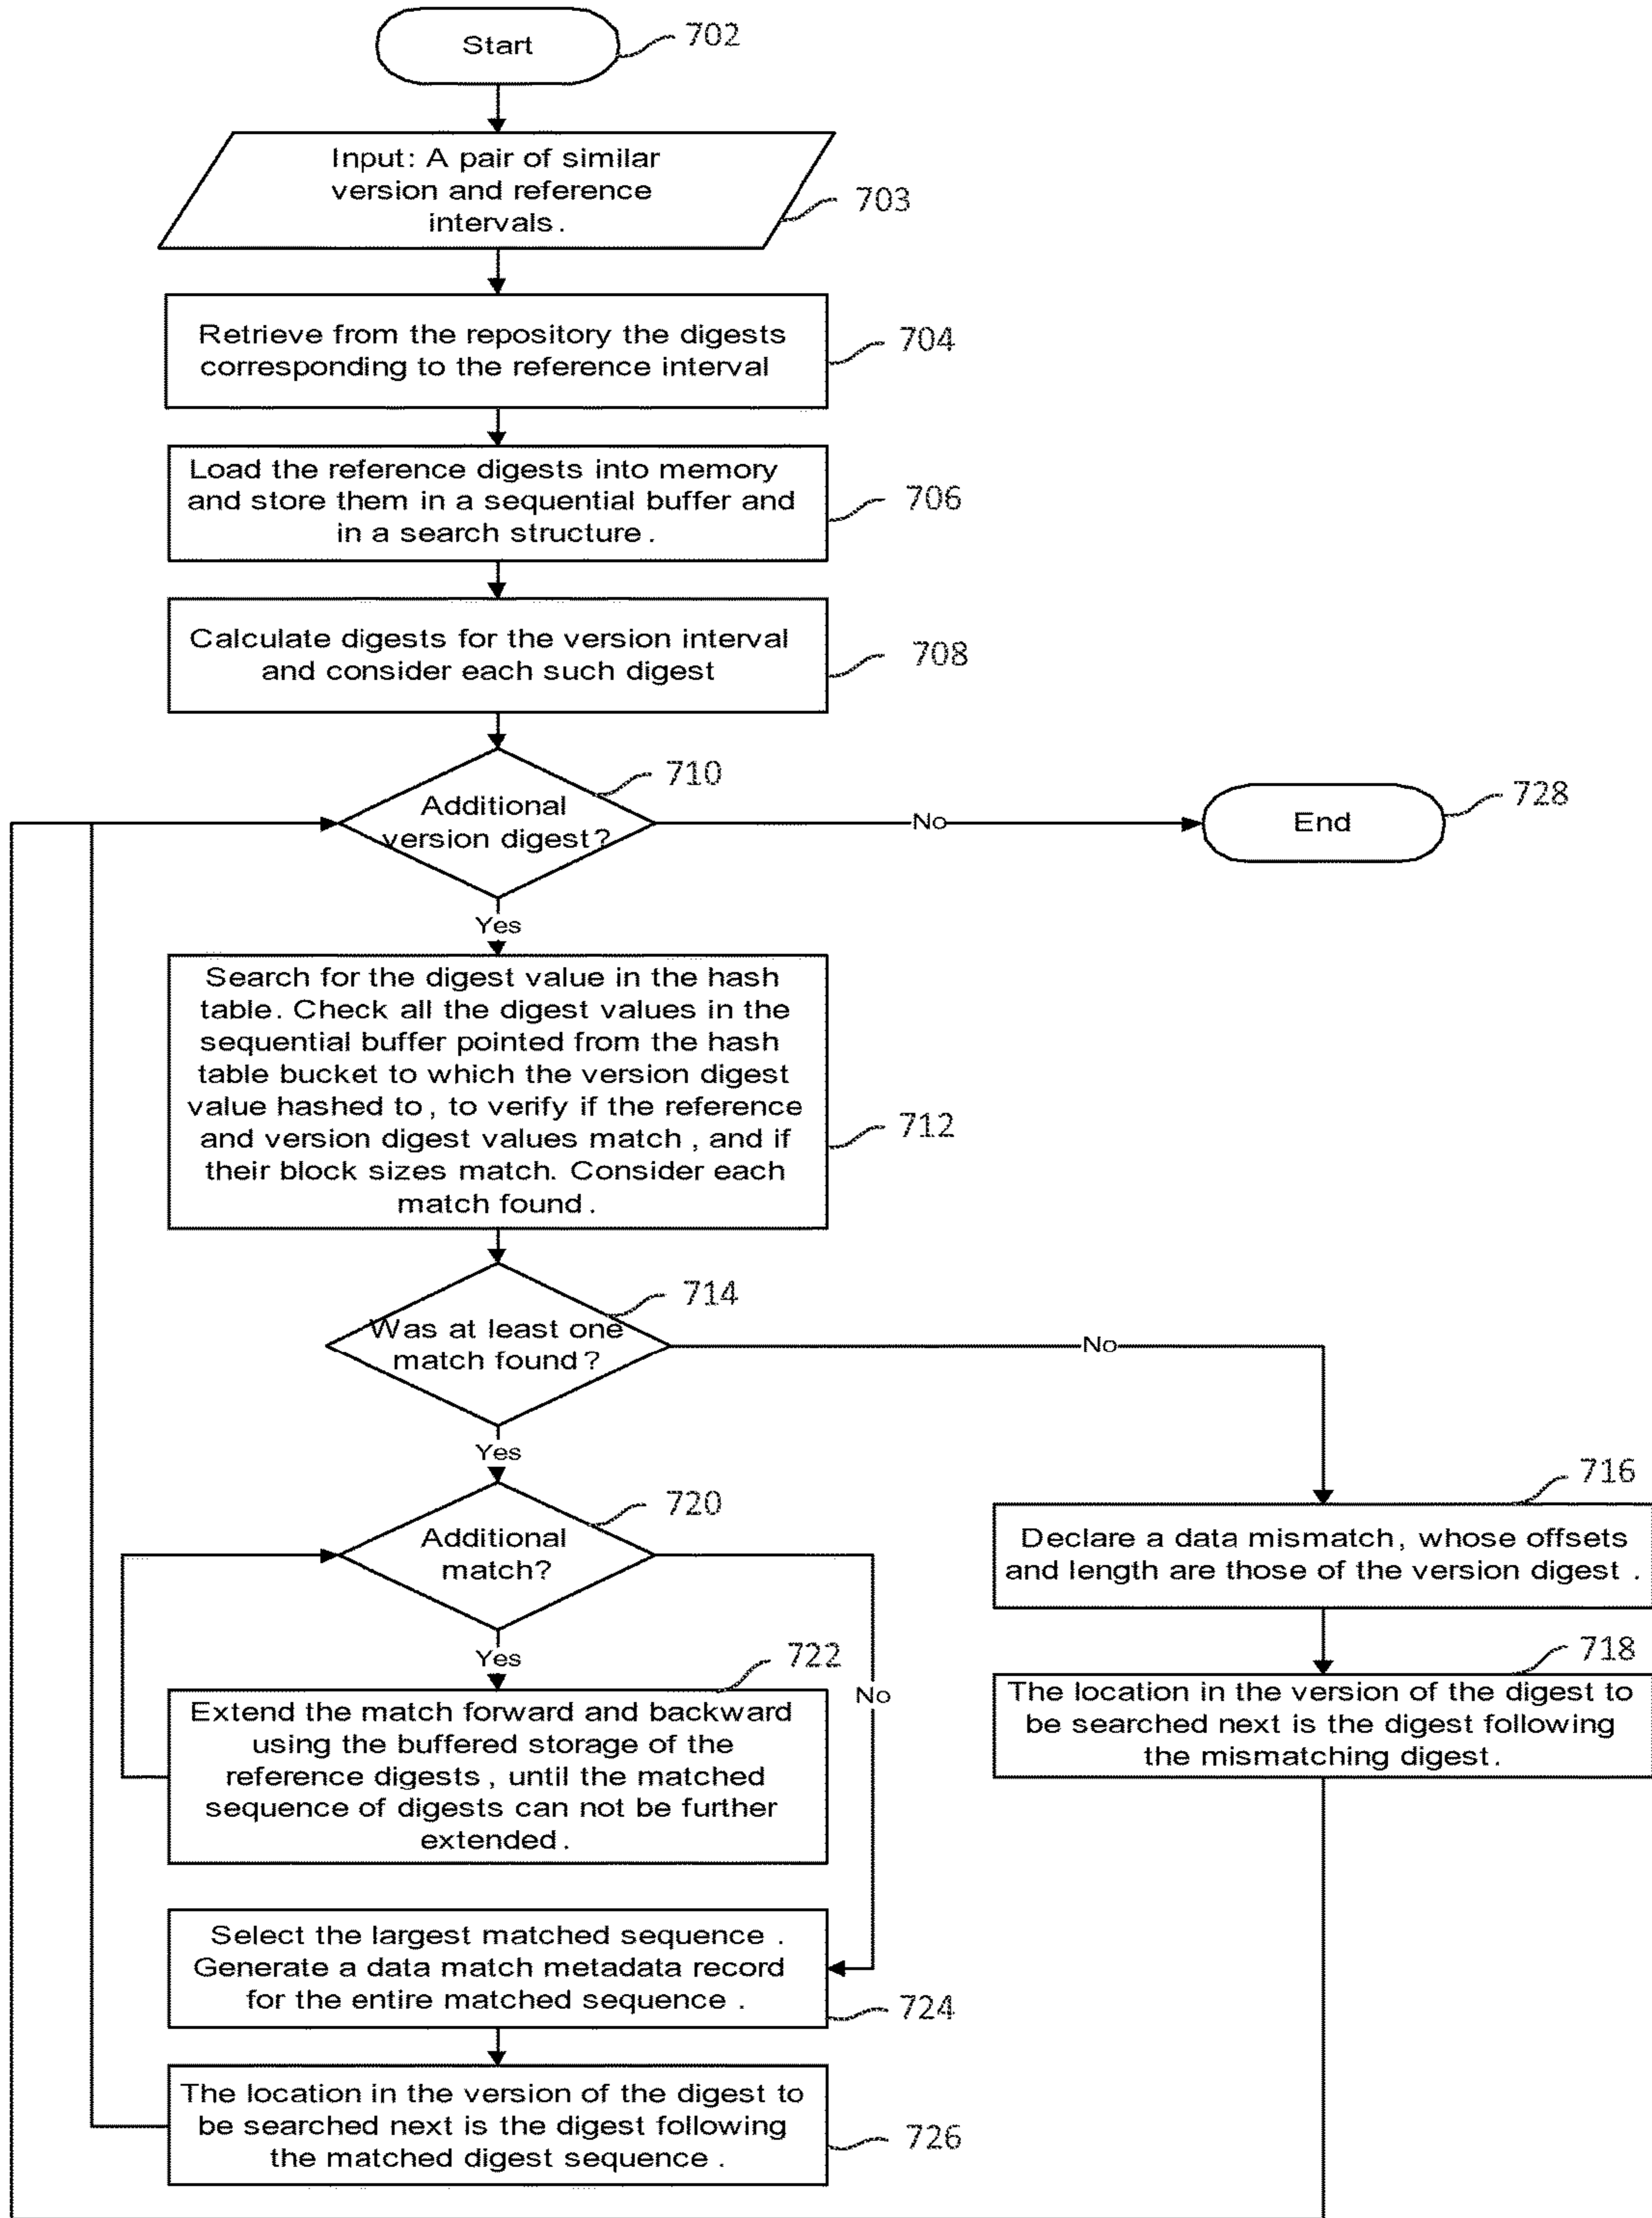 Start
702
Input: A pair of similar
version and reference
intervals.
703
Retrieve from the repository the digests
corresponding to the reference interval
704
Load the reference digests into memory
and store them in a sequential buffer and
in a search structure.
706
Calculate digests for the version interval
and consider each such digest
708
710
Additional
version digest?
No
End
728
Yes
Search for the digest value in the hash
table. Check all the digest values in the
sequential buffer pointed from the hash
table bucket to which the version digest
value hashed to, to verify if the reference
and version digest values match, and if
their block sizes match. Consider each
match found.
712
714
Was at least one
match found?
No
Yes
716
Declare a data mismatch, whose offsets
and length are those of the version digest.
718
The location in the version of the digest to
be searched next is the digest following
the mismatching digest.
720
Additional
match?
Yes
No
722
Extend the match forward and backward
using the buffered storage of the
reference digests, until the matched
sequence of digests can not be further
extended.
Select the largest matched sequence.
Generate a data match metadata record
for the entire matched sequence.
724
The location in the version of the digest to
be searched next is the digest following
the matched digest sequence.
726